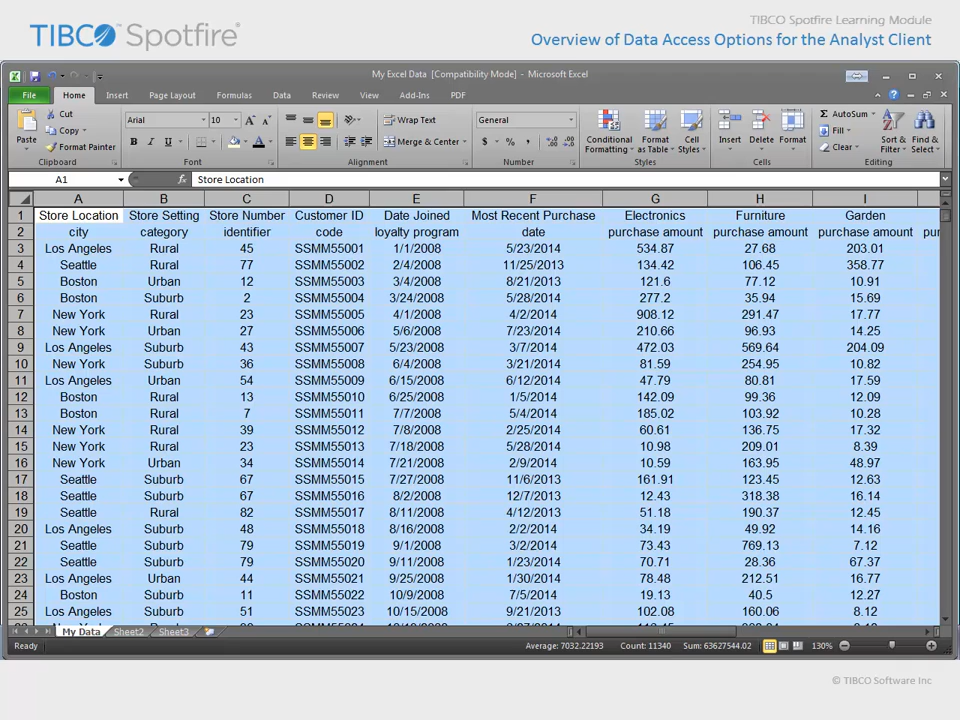 TIBCO Spotfire®
TIBCO Spotfire Learning Module
Overview of Data Access Options for the Analyst Client
My Excel Data [Compatibility Mode] - Microsoft Excel
File Home Insert Page Layout Formulas Data Review View Add-Ins PDF
Paste Cut Copy Format Painter
Arial 10
B I U
Wrap Text
Merge & Center
General
$ % ,
Conditional Formatting Format as Table Cell Styles
Insert Delete Format
AutoSum Fill Clear
Sort & Filter Find & Select
Clipboard Font Alignment Number Styles Cells Editing
A1 fx Store Location
A B C D E F G H I
1 Store Location Store Setting Store Number Customer ID Date Joined Most Recent Purchase Electronics Furniture Garden
2 city category identifier code loyalty program date purchase amount purchase amount purchase amount
3 Los Angeles Rural 45 SSMM55001 1/1/2008 5/23/2014 534.87 27.68 203.01
4 Seattle Rural 77 SSMM55002 2/4/2008 11/25/2013 134.42 106.45 358.77
5 Boston Urban 12 SSMM55003 3/4/2008 8/21/2013 121.6 77.12 10.91
6 Boston Suburb 2 SSMM55004 3/24/2008 5/28/2014 277.2 35.94 15.69
7 New York Rural 23 SSMM55005 4/1/2008 4/2/2014 908.12 291.47 17.77
8 New York Urban 27 SSMM55006 5/6/2008 7/23/2014 210.66 96.93 14.25
9 Los Angeles Suburb 43 SSMM55007 5/23/2008 3/7/2014 472.03 569.64 204.09
10 New York Suburb 36 SSMM55008 6/4/2008 3/21/2014 81.59 254.95 10.82
11 Los Angeles Urban 54 SSMM55009 6/15/2008 6/12/2014 47.79 80.81 17.59
12 Boston Rural 13 SSMM55010 6/25/2008 1/5/2014 142.09 99.36 12.09
13 Boston Rural 7 SSMM55011 7/7/2008 5/4/2014 185.02 103.92 10.28
14 New York Rural 39 SSMM55012 7/8/2008 2/25/2014 60.61 136.75 17.32
15 New York Rural 23 SSMM55013 7/18/2008 5/28/2014 10.98 209.01 8.39
16 New York Urban 34 SSMM55014 7/21/2008 2/9/2014 10.59 163.95 48.97
17 Seattle Suburb 67 SSMM55015 7/27/2008 11/6/2013 161.91 123.45 12.63
18 Seattle Suburb 67 SSMM55016 8/2/2008 12/7/2013 12.43 318.38 16.14
19 Seattle Rural 82 SSMM55017 8/11/2008 4/12/2013 51.18 190.37 12.45
20 Los Angeles Suburb 48 SSMM55018 8/16/2008 2/2/2014 34.19 49.92 14.16
21 Seattle Suburb 79 SSMM55019 9/1/2008 3/2/2014 73.43 769.13 7.12
22 Seattle Suburb 79 SSMM55020 9/11/2008 1/23/2014 70.71 28.36 67.37
23 Los Angeles Urban 44 SSMM55021 9/25/2008 1/30/2014 78.48 212.51 16.77
24 Boston Suburb 11 SSMM55022 10/9/2008 7/5/2014 19.13 40.5 12.27
25 Los Angeles Suburb 51 SSMM55023 10/15/2008 9/21/2013 102.08 160.06 8.12
My Data Sheet2 Sheet3
Ready Average: 7032.22193 Count: 11340 Sum: 63627544.02 130%
© TIBCO Software Inc